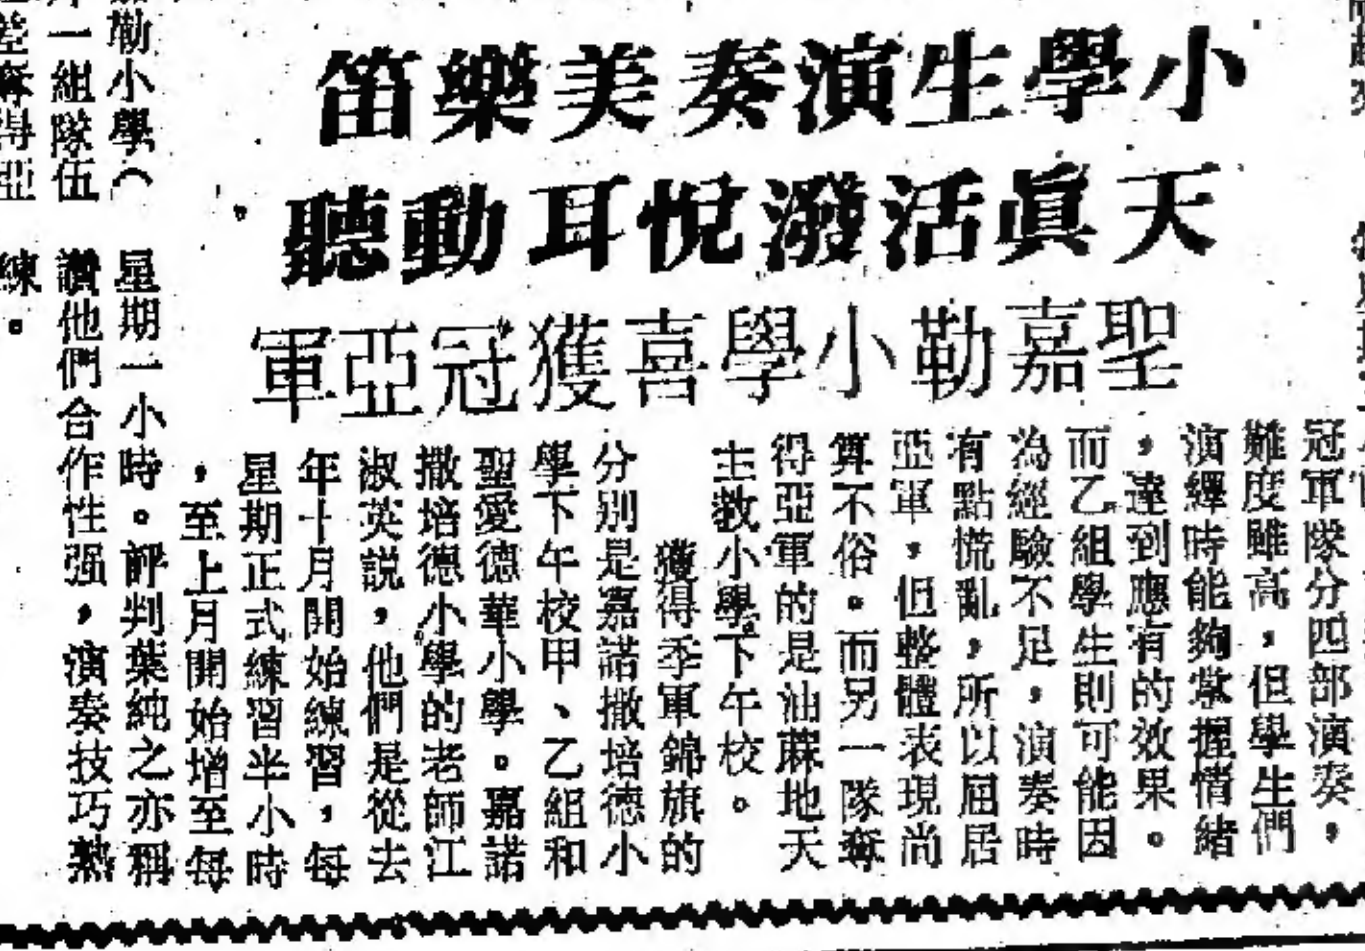 小學生演奏美樂笛
天眞活潑悅耳動聽
聖嘉勒小學喜獲冠亞軍
冠軍隊分四部演奏，
難度雖高，但學生們
演繹時能夠掌握情緒
，達到應有的效果。
而乙組學生則可能因
為經驗不足，演奏時
有點慌亂，所以屈居
亞軍，但整體表現尚
算不俗。而另一隊奪
得亞軍的是油蔴地天
主教小學下午校。
獲得季軍錦旗的
分別是嘉諾撒培德小
學下午校甲、乙組和
聖愛德華小學。嘉諾
撒培德小學的老師江
淑英説，他們是從去
年十月開始練習，每
星期正式練習半小時
，至上月開始增至每
星期一小時。評判葉純之亦稱
讚他們合作性强，演奏技巧熟
練。
勒小學（
一組隊伍
奪得亞